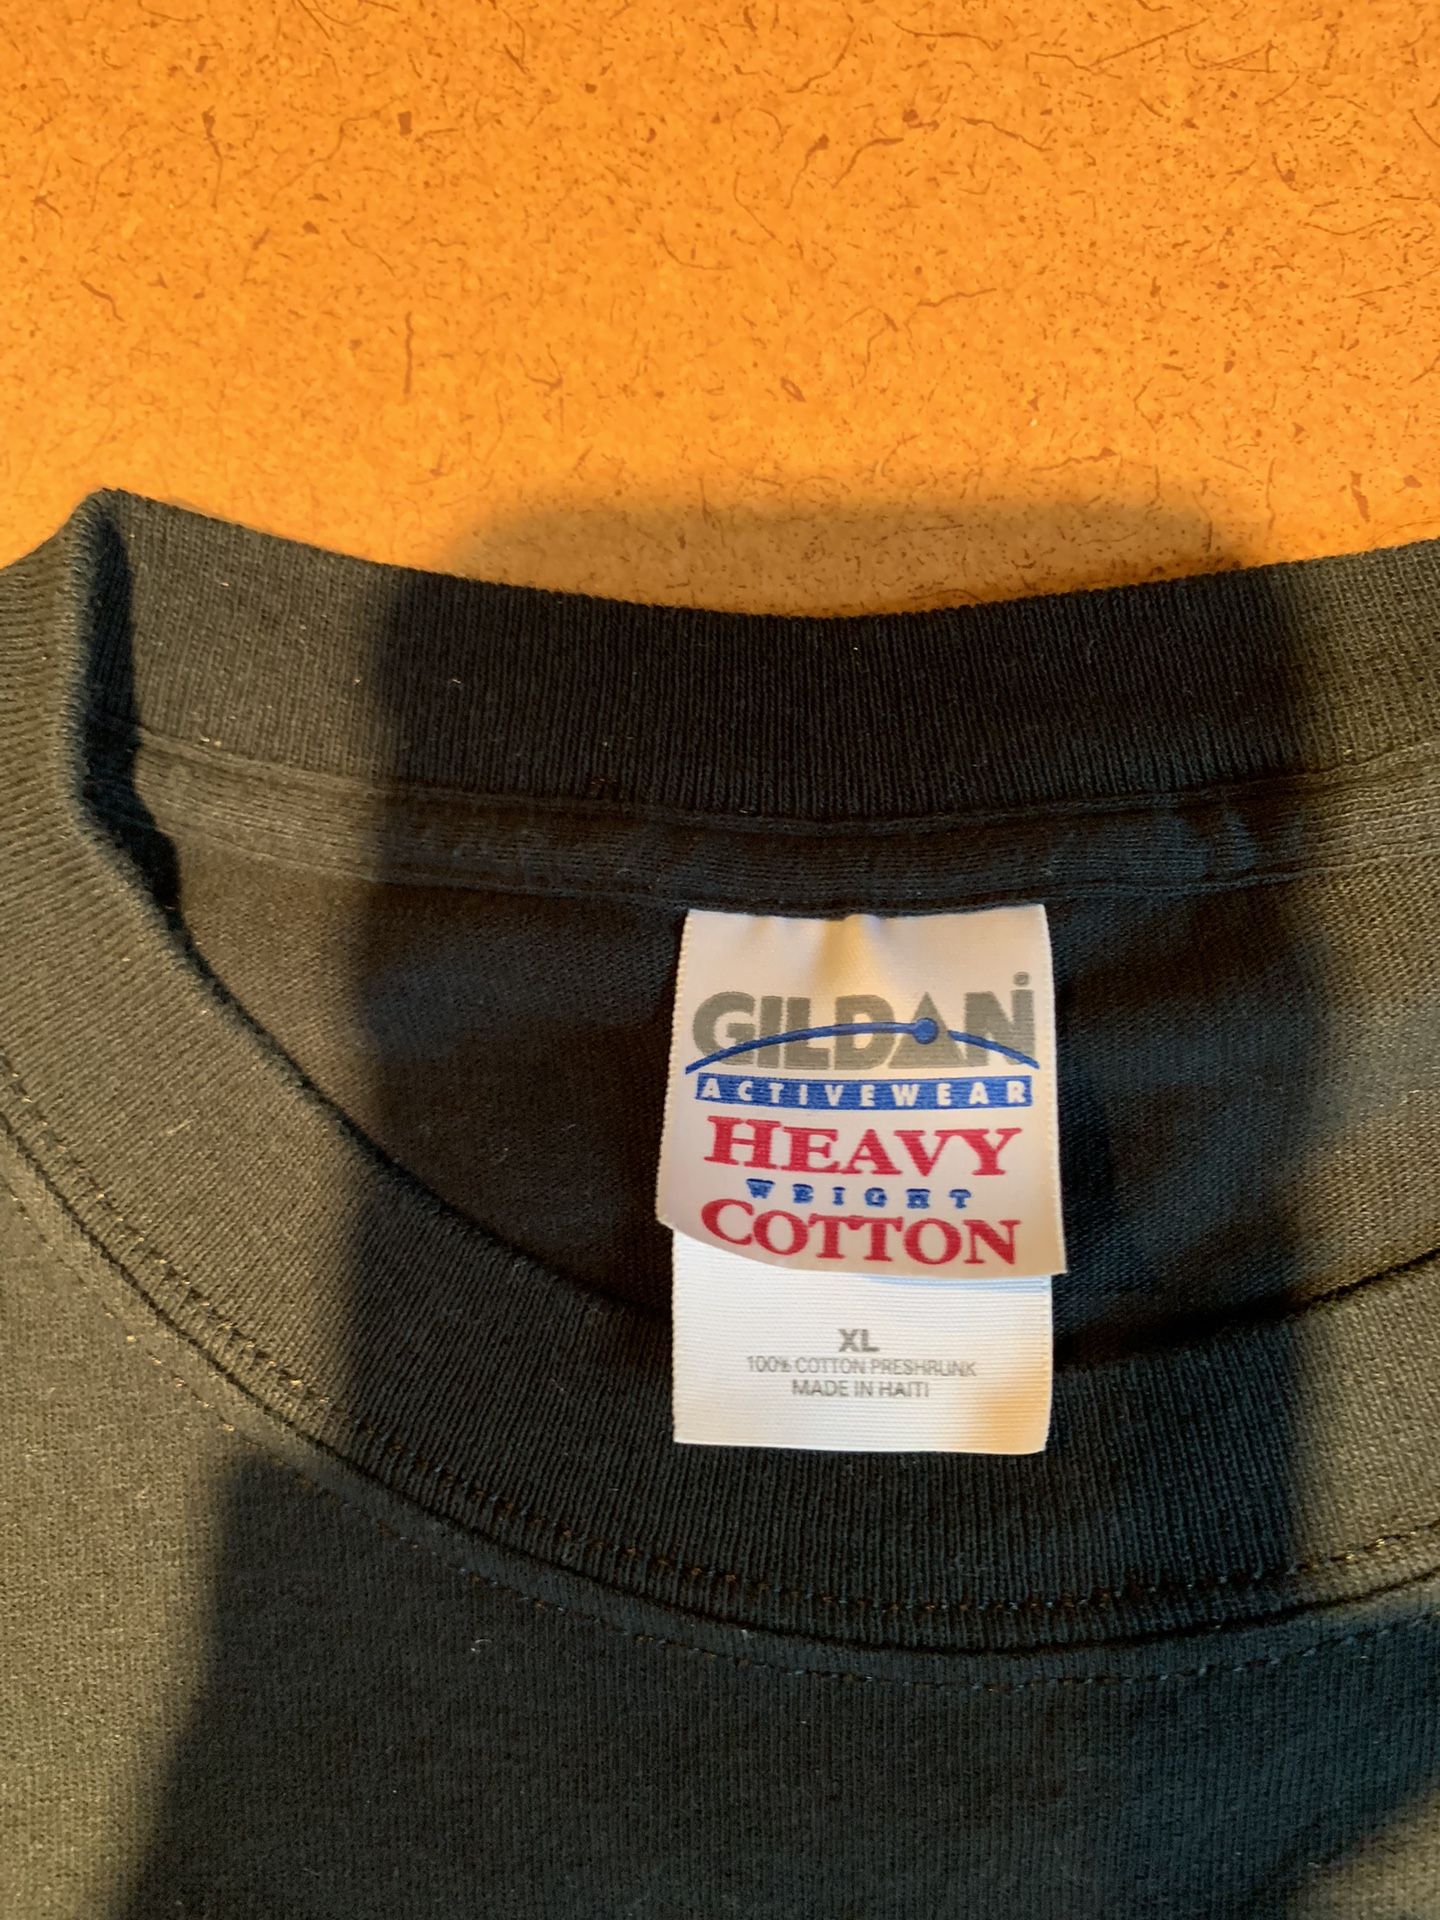 GILDAN®
ACTIVEWEAR
HEAVY
WEIGHT
COTTON
XL
100% COTTON PRESHRUNK
MADE IN HAITI